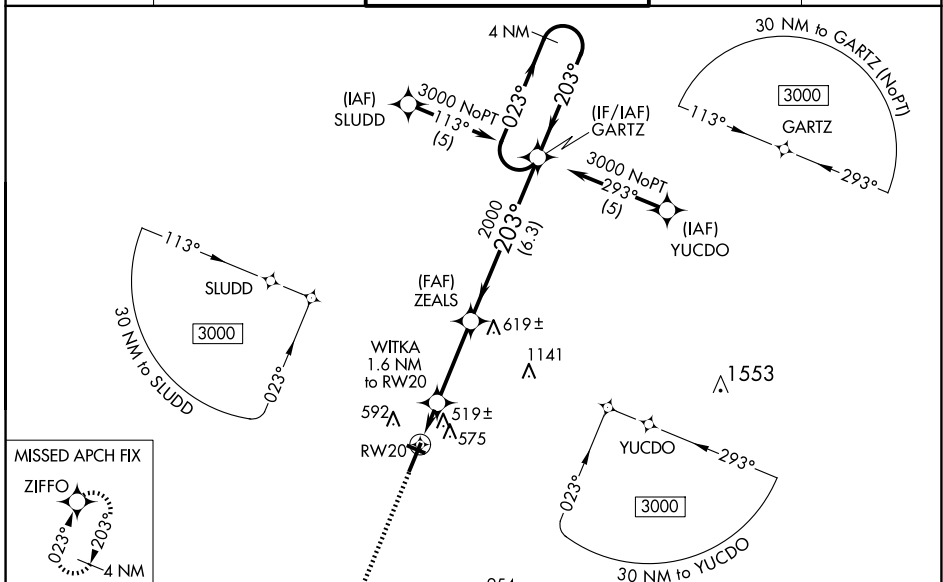 4 NM
023°
203°
(IAF)
SLUDD
3000 NoPT
113°
(5)
(IF/IAF)
GARTZ
3000 NoPT
293°
(5)
(IAF)
YUCDO
30 NM to GARTZ (NoPT)
3000
GARTZ
113°
293°
2000
203°
(6.3)
113°
SLUDD
3000
023°
30 NM to SLUDD
(FAF)
ZEALS
619±
1141
1553
WITKA
1.6 NM
to RW20
592
519±
575
RW20
YUCDO
293°
023°
3000
30 NM to YUCDO
MISSED APCH FIX
ZIFFO
023°
203°
4 NM